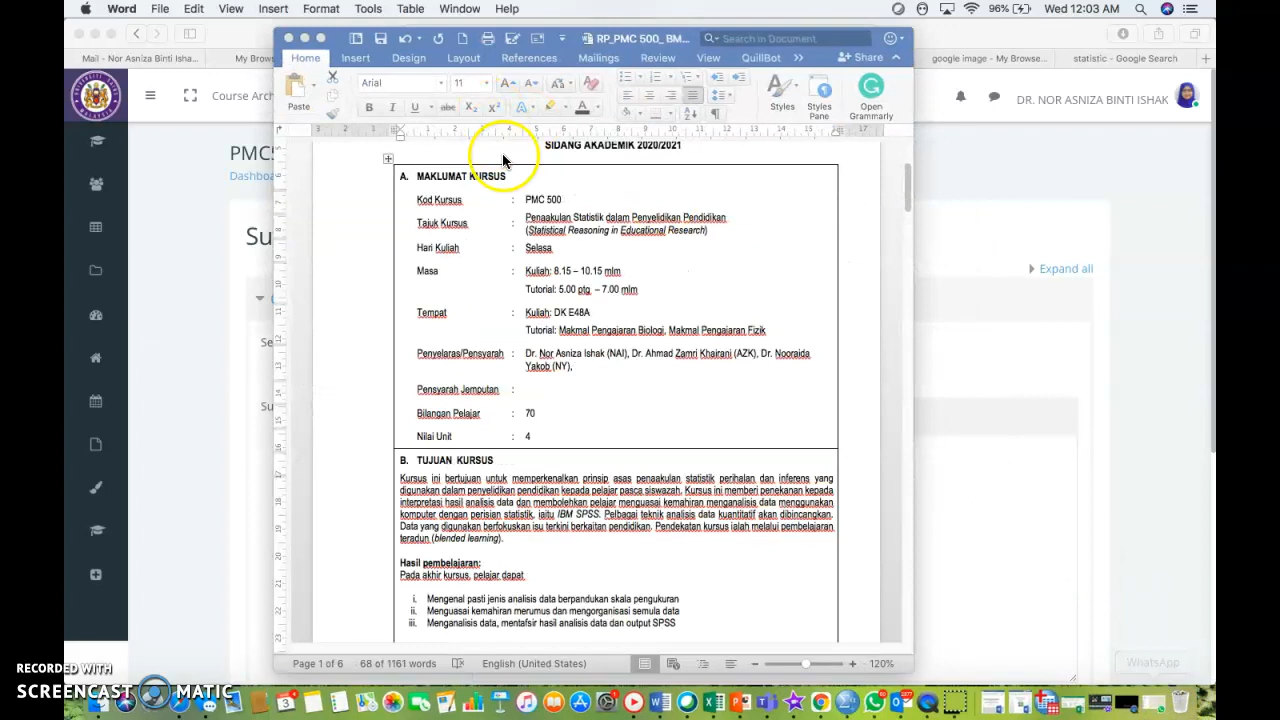 Word File Edit View Insert Format Tools Table Window Help 96% Wed 12:03 AM
RP_PMC 500_BM... Search in Document
Mail - Nor Asniza Binti Ishak... My Brows google image - My Browse... statistic - Google Search
Home Insert Design Layout References Mailings Review View QuillBot Share
Paste Arial 11 Styles Styles Pane Open Grammarly
Course Arch DR. NOR ASNIZA BINTI ISHAK
PMC5
Dashboa
Su
Expand all
SIDANG AKADEMIK 2020/2021
A. MAKLUMAT KURSUS
Kod Kursus : PMC 500
Tajuk Kursus : Penaakulan Statistik dalam Penyelidikan Pendidikan
(Statistical Reasoning in Educational Research)
Hari Kuliah : Selasa
Masa : Kuliah: 8.15 – 10.15 mlm
Tutorial: 5.00 ptg – 7.00 mlm
Tempat : Kuliah: DK E48A
Tutorial: Makmal Pengajaran Biologi, Makmal Pengajaran Fizik
Penyelaras/Pensyarah : Dr. Nor Asniza Ishak (NAI), Dr. Ahmad Zamri Khairani (AZK), Dr. Nooraida
Yakob (NY),
Pensyarah Jemputan :
Bilangan Pelajar : 70
Nilai Unit : 4
B. TUJUAN KURSUS
Kursus ini bertujuan untuk memperkenalkan prinsip asas penaakulan statistik perihalan dan inferens yang
digunakan dalam penyelidikan pendidikan kepada pelajar pasca siswazah. Kursus ini memberi penekanan kepada
interpretasi hasil analisis data dan membolehkan pelajar menguasai kemahiran menganalisis data menggunakan
komputer dengan perisian statistik, iaitu IBM SPSS. Pelbagai teknik analisis data kuantitatif akan dibincangkan.
Data yang digunakan berfokuskan isu terkini berkaitan pendidikan. Pendekatan kursus ialah melalui pembelajaran
teradun (blended learning).
Hasil pembelajaran:
Pada akhir kursus, pelajar dapat
i. Mengenal pasti jenis analisis data berpandukan skala pengukuran
ii. Menguasai kemahiran merumus dan mengorganisasi semula data
iii. Menganalisis data, mentafsir hasil analisis data dan output SPSS
Page 1 of 6 68 of 1161 words English (United States) 120%
WhatsApp
RECORDED WITH
SCREENCAST MATIC